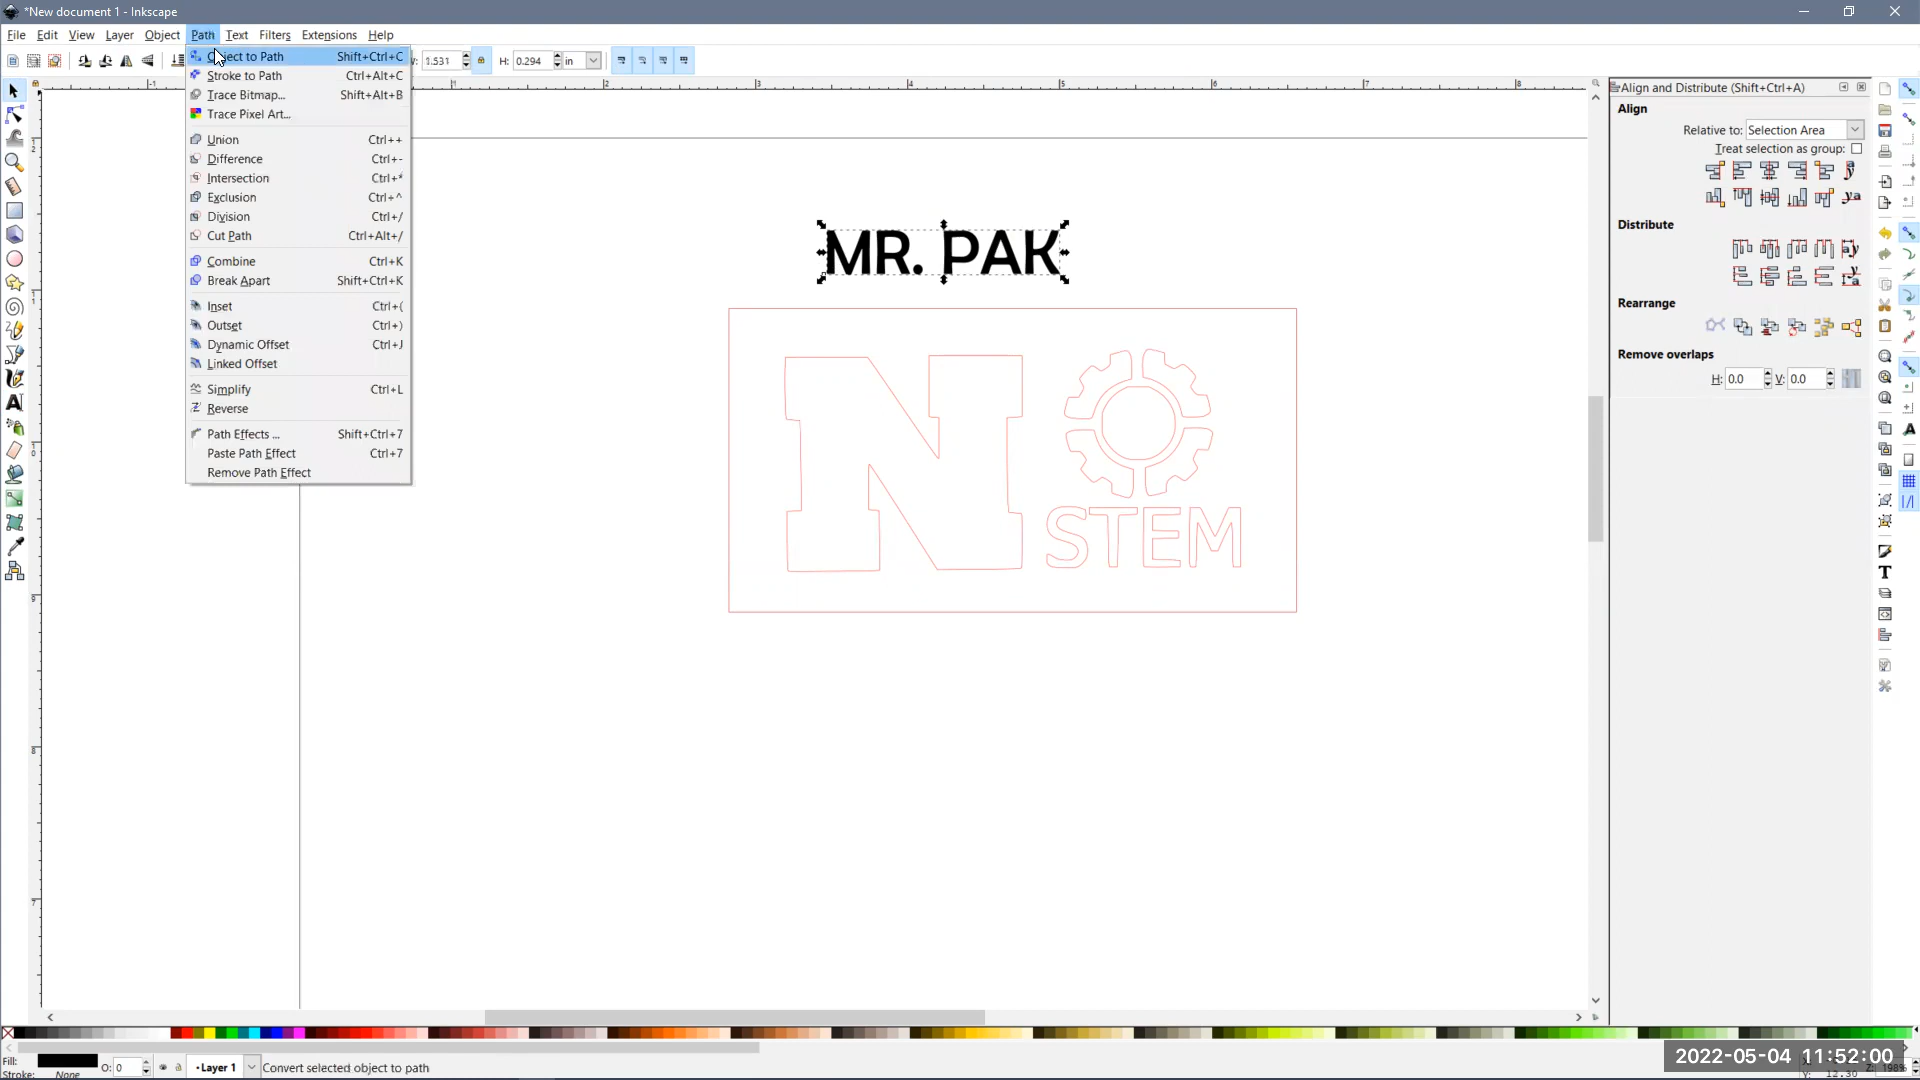 *New document 1 - Inkscape
File Edit View Layer Object Path Text Filters Extensions Help
1.531 H: 0.294 in
Object to Path Shift+Ctrl+C
Stroke to Path Ctrl+Alt+C
Trace Bitmap... Shift+Alt+B
Trace Pixel Art...
Union Ctrl++
Difference Ctrl+-
Intersection Ctrl+*
Exclusion Ctrl+^
Division Ctrl+/
Cut Path Ctrl+Alt+/
Combine Ctrl+K
Break Apart Shift+Ctrl+K
Inset Ctrl+(
Outset Ctrl+)
Dynamic Offset Ctrl+J
Linked Offset
Simplify Ctrl+L
Reverse
Path Effects ... Shift+Ctrl+7
Paste Path Effect Ctrl+7
Remove Path Effect
MR. PAK
N
STEM
Align and Distribute (Shift+Ctrl+A)
Align
Relative to: Selection Area
Treat selection as group:
Distribute
Rearrange
Remove overlaps
H: 0.0 V: 0.0
Fill:
Stroke: None
O: 0
Layer 1
Convert selected object to path
2022-05-04 11:52:00